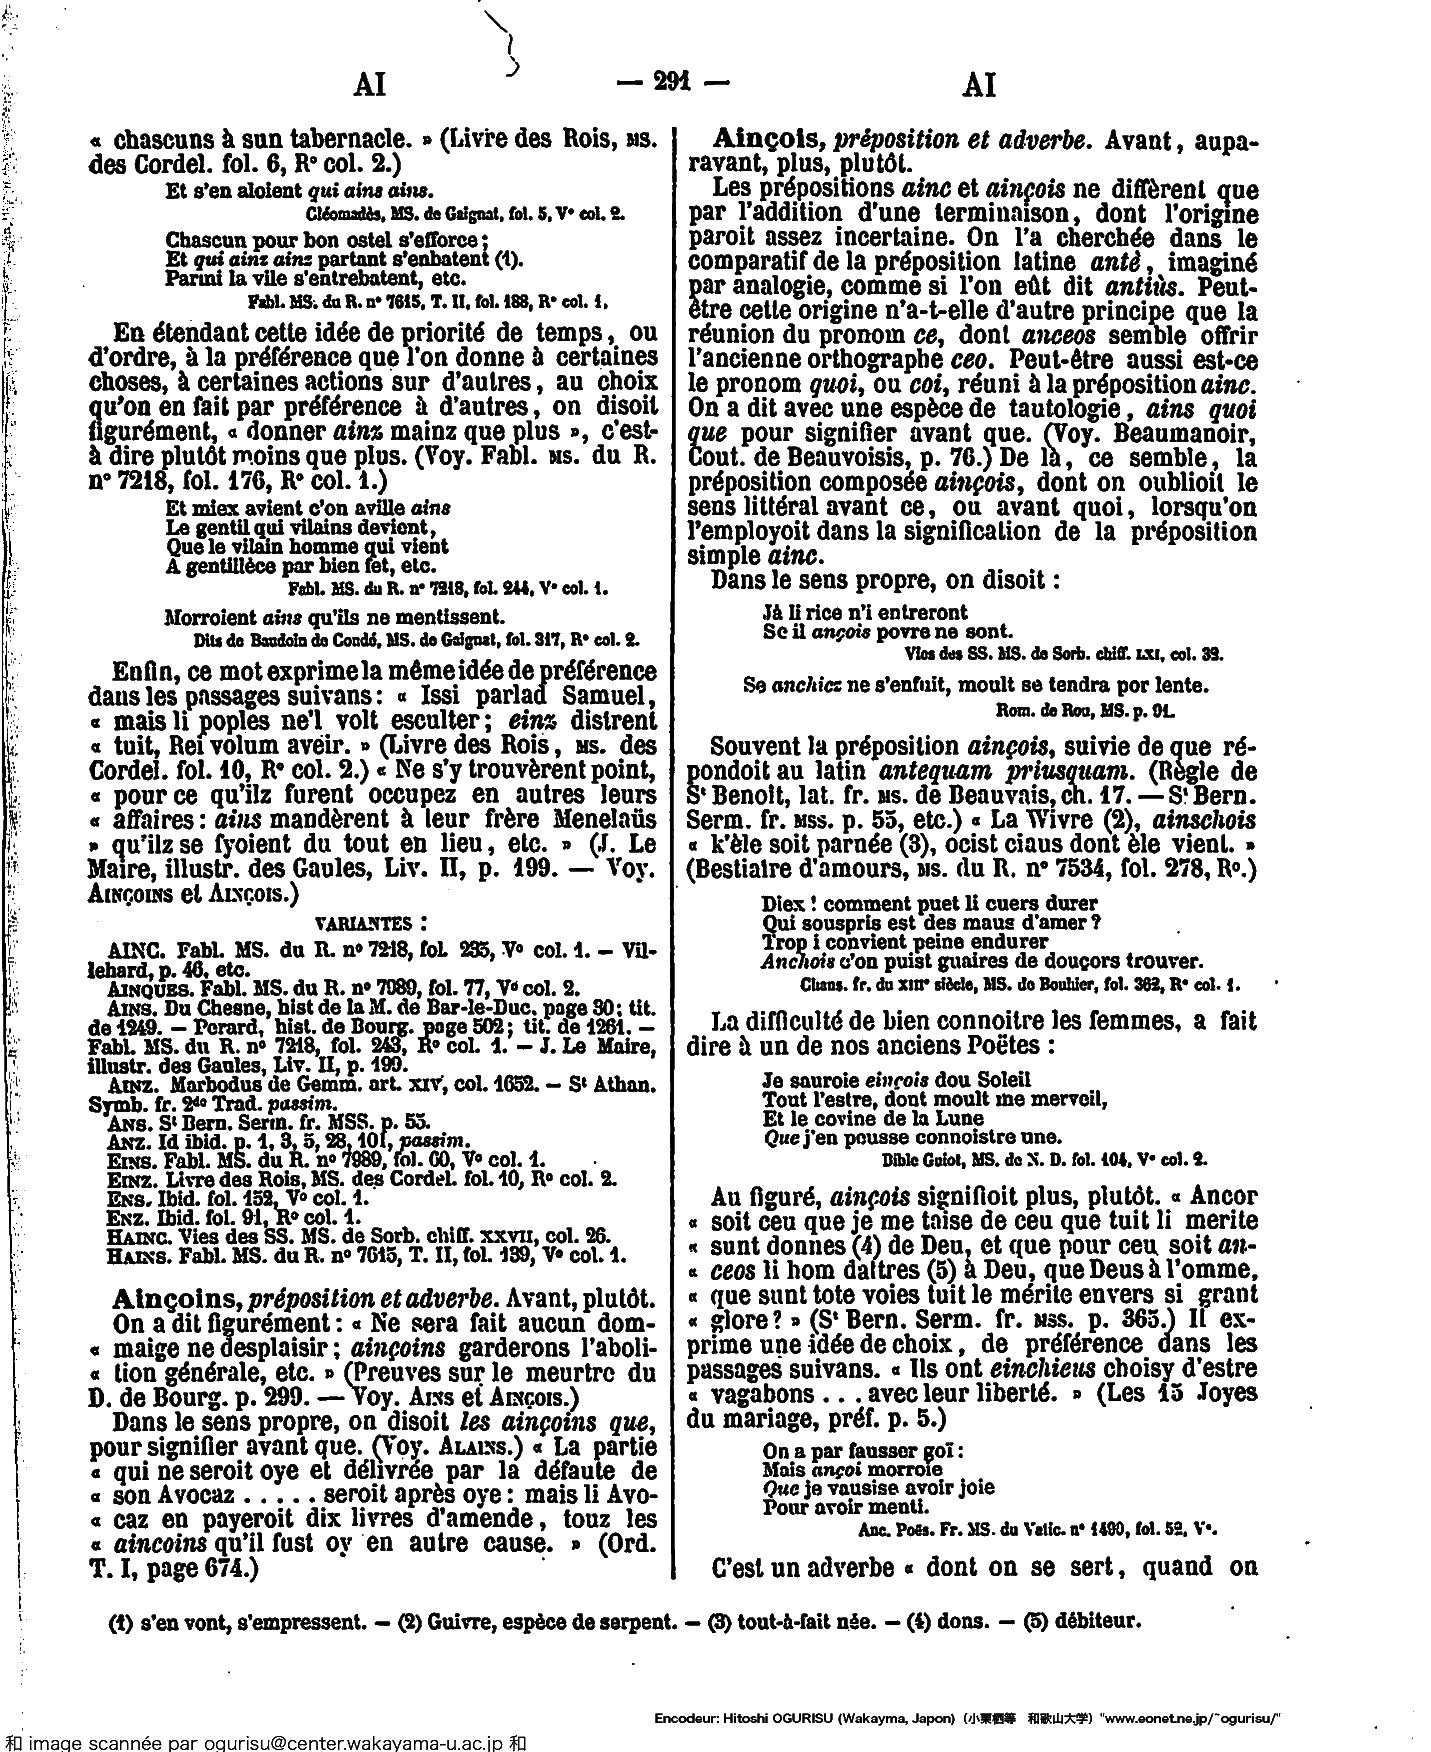 AI — 291 — AI
« chascuns à sun tabernacle. » (Livre des Rois, MS.
des Cordel. fol. 6, R° col. 2.)
Et s'en aloient qui ains ains.
Cléomadès, MS. de Gaignat, fol. 5, V° col. 2.
Chascun pour bon ostel s'efforce ;
Et qui ainz ainz partant s'enbatent (1).
Parmi la vile s'entrebatent, etc.
Fabl. MS. du R. n° 7615, T. II, fol. 188, R° col. 1.
En étendant cette idée de priorité de temps, ou
d'ordre, à la préférence que l'on donne à certaines
choses, à certaines actions sur d'autres, au choix
qu'on en fait par préférence à d'autres, on disoit
figurément, « donner ainz mainz que plus », c'est-
à dire plutôt moins que plus. (Voy. Fabl. MS. du R.
n° 7218, fol. 176, R° col. 1.)
Et miex avient c'on aville ains
Le gentil qui vilains devient,
Que le vilain homme qui vient
A gentillèce par bien fet, etc.
Fabl. MS. du R. n° 7218, fol. 244, V° col. 1.
Morroient ains qu'ils ne mentissent.
Dits de Baudoin de Condé, MS. de Gaignat, fol. 317, R° col. 2.
Enfin, ce mot exprime la même idée de préférence
dans les passages suivans : « Issi parlad Samuel,
« mais li poples ne'l volt esculter ; einz distrent
« tuit, Rei volum aveir. » (Livre des Rois, MS. des
Cordel. fol. 10, R° col. 2.) « Ne s'y trouvèrent point,
« pour ce qu'ilz furent occupez en autres leurs
« affaires : ains mandèrent à leur frère Menelaüs
» qu'ilz se fyoient du tout en lieu, etc. » (J. Le
Maire, illustr. des Gaules, Liv. II, p. 199. — Voy.
AINÇOINS et AINÇOIS.)
VARIANTES :
AINC. Fabl. MS. du R. n° 7218, fol. 235, V° col. 1. — Vil-
lehard, p. 46, etc.
AINQUES. Fabl. MS. du R. n° 7989, fol. 77, V° col. 2.
AINS. Du Chesne, hist de la M. de Bar-le-Duc, page 30 ; tit.
de 1249. — Perard, hist. de Bourg. page 502 ; tit. de 1261. —
Fabl. MS. du R. n° 7218, fol. 243, R° col. 1. — J. Le Maire,
illustr. des Gaules, Liv. II, p. 199.
AINZ. Marbodus de Gemm. art. XIV, col. 1652. — St Athan.
Symb. fr. 2de Trad. passim.
ANS. St Bern. Serm. fr. MSS. p. 55.
ANZ. Id ibid. p. 1, 3, 5, 28, 101, passim.
EINS. Fabl. MS. du R. n° 7989, fol. 60, V° col. 1.
EINZ. Livre des Rois, MS. des Cordel. fol. 10, R° col. 2.
ENS. Ibid. fol. 152, V° col. 1.
ENZ. Ibid. fol. 91, R° col. 1.
HAINC. Vies des SS. MS. de Sorb. chiff. XXVII, col. 26.
HAINS. Fabl. MS. du R. n° 7615, T. II, fol. 139, V° col. 1.
Ainçoins, préposition et adverbe. Avant, plutôt.
On a dit figurément : « Ne sera fait aucun dom-
« maige ne desplaisir ; ainçoins garderons l'aboli-
« tion générale, etc. » (Preuves sur le meurtre du
D. de Bourg. p. 299. — Voy. AINS et AINÇOIS.)
Dans le sens propre, on disoit les ainçoins que,
pour signifier avant que. (Voy. ALAINS.) « La partie
« qui ne seroit oye et délivrée par la défaute de
« son Avocaz ..... seroit après oye : mais li Avo-
« caz en payeroit dix livres d'amende, touz les
« aincoins qu'il fust oy en autre cause. » (Ord.
T. I, page 674.)
Ainçois, préposition et adverbe. Avant, aupa-
ravant, plus, plutôt.
Les prépositions ainc et ainçois ne diffèrent que
par l'addition d'une terminaison, dont l'origine
paroit assez incertaine. On l'a cherchée dans le
comparatif de la préposition latine antè, imaginé
par analogie, comme si l'on eût dit antiùs. Peut-
être cette origine n'a-t-elle d'autre principe que la
réunion du pronom ce, dont anceos semble offrir
l'ancienne orthographe ceo. Peut-être aussi est-ce
le pronom quoi, ou coi, réuni à la préposition ainc.
On a dit avec une espèce de tautologie, ains quoi
que pour signifier avant que. (Voy. Beaumanoir,
Cout. de Beauvoisis, p. 76.) De là, ce semble, la
préposition composée ainçois, dont on oublioit le
sens littéral avant ce, ou avant quoi, lorsqu'on
l'employoit dans la signification de la préposition
simple ainc.
Dans le sens propre, on disoit :
Jà li rice n'i entreront
Se il ançois povre ne sont.
Vies des SS. MS. de Sorb. chiff. LXI, col. 39.
Se anchiez ne s'enfuit, moult se tendra por lente.
Rom. de Rou, MS. p. 91.
Souvent la préposition ainçois, suivie de que ré-
pondoit au latin antequam priusquam. (Règle de
St Benoît, lat. fr. MS. de Beauvais, ch. 17. — St Bern.
Serm. fr. MSS. p. 55, etc.) « La Wivre (2), ainschois
« k'èle soit parnée (3), ocist ciaus dont èle vient. »
(Bestiaire d'amours, MS. du R. n° 7534, fol. 278, R°.)
Diex ! comment puet li cuers durer
Qui souspris est des maus d'amer ?
Trop i convient peine endurer
Anchois c'on puist guaires de douçors trouver.
Chans. fr. du XIIIe siècle, MS. de Bouhier, fol. 362, R° col. 1.
La difficulté de bien connoitre les femmes, a fait
dire à un de nos anciens Poëtes :
Je sauroie einçois dou Soleil
Tout l'estre, dont moult me merveil,
Et le covine de la Lune
Que j'en peusse connoistre une.
Bible Guiot, MS. de N. D. fol. 104, V° col. 2.
Au figuré, ainçois signifioit plus, plutôt. « Ancor
« soit ceu que je me taise de ceu que tuit li merite
« sunt donnes (4) de Deu, et que pour ceu soit an-
« ceos li hom daltres (5) à Deu, que Deus à l'omme,
« que sunt tote voies tuit le mérite envers si grant
« glore ? » (St Bern. Serm. fr. MSS. p. 365.) Il ex-
prime une idée de choix, de préférence dans les
passages suivans. « Ils ont einchieus choisy d'estre
« vagabons ... avec leur liberté. » (Les 15 Joyes
du mariage, préf. p. 5.)
On a par fausser goï :
Mais ançoi morroie
Que je vausise avoir joie
Pour avoir menti.
Anc. Poës. Fr. MS. du Vatic. n° 1490, fol. 52, V°.
C'est un adverbe « dont on se sert, quand on
(1) s'en vont, s'empressent. — (2) Guivre, espèce de serpent. — (3) tout-à-fait née. — (4) dons. — (5) débiteur.
Encodeur: Hitoshi OGURISU (Wakayma, Japon) (小栗栖等 和歌山大学) "www.eonet.ne.jp/~ogurisu/"
和 image scannée par ogurisu@center.wakayama-u.ac.jp 和